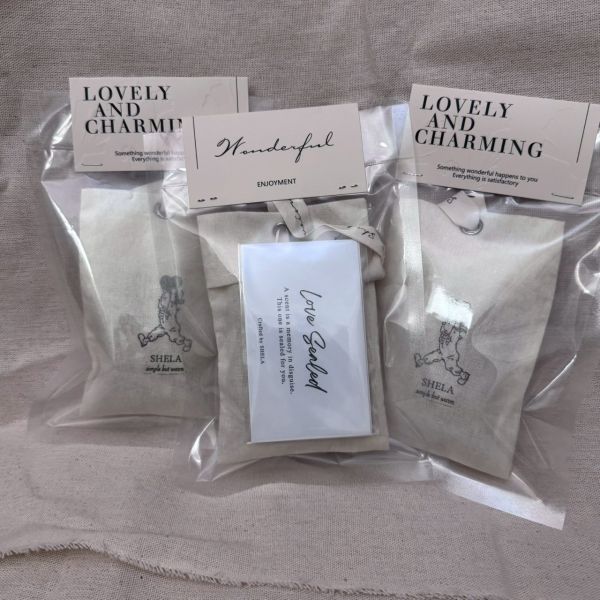 LOVELY
AND
CHARMING
Something wonderful happens
Everything is satisfactory
SHELA
simple but warm
Wonderful
ENJOYMENT
Love Sealed
A scent is a memory in disguise.
This one is sealed for you.
Crafted by SHELA
LOVELY
AND
CHARMING
Something wonderful happens to you
Everything is satisfactory
SHELA
simple but warm